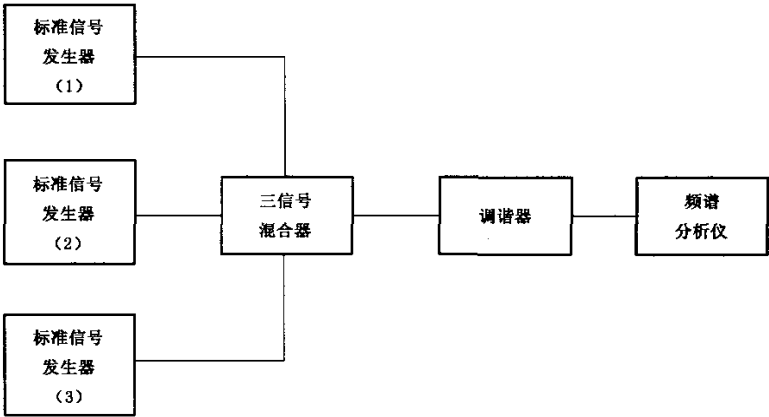 标准信号
发生器
（1）
标准信号
发生器
（2）
标准信号
发生器
（3）
三信号
混合器
调谐器
频谱
分析仪